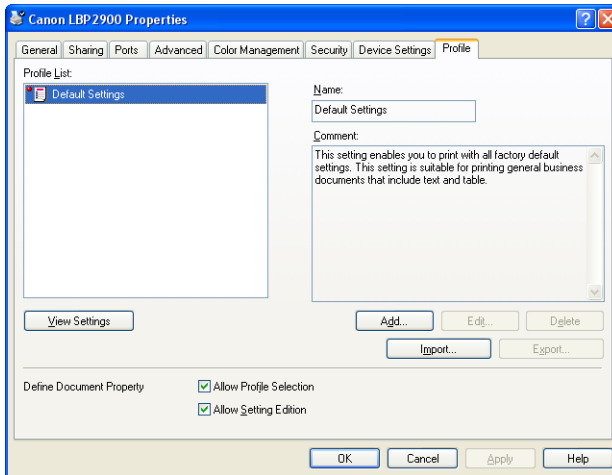 Canon LBP2900 Properties
General Sharing Ports Advanced Color Management Security Device Settings Profile
Profile List:
Default Settings
Name:
Default Settings
Comment:
This setting enables you to print with all factory default
settings. This setting is suitable for printing general business
documents that include text and table.
View Settings
Add... Edit... Delete
Import... Export...
Define Document Property
Allow Profile Selection
Allow Setting Edition
OK Cancel Apply Help